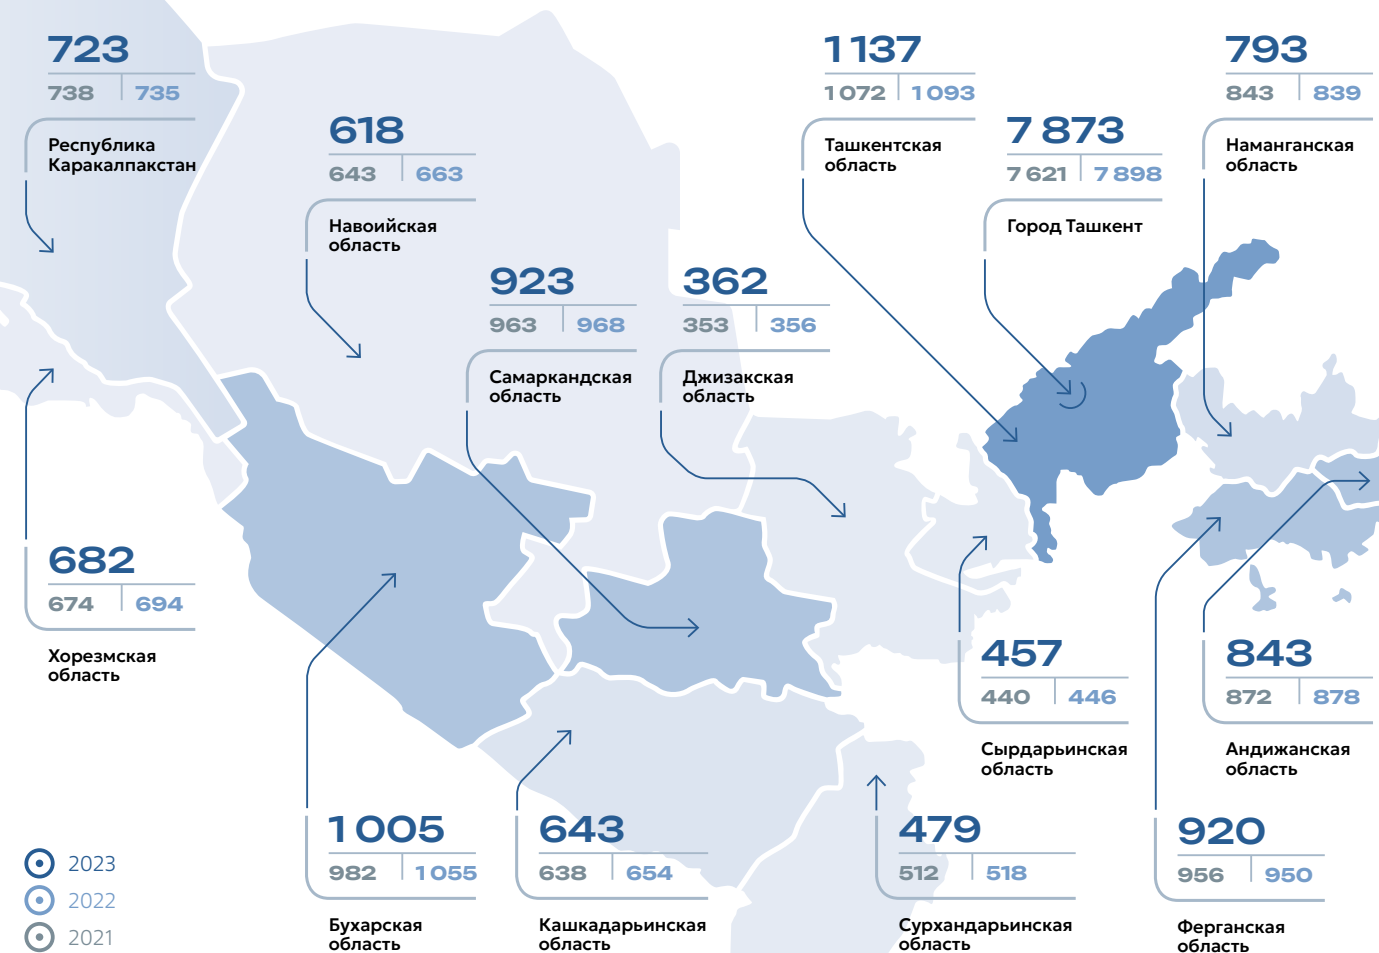 723
738 735
Республика
Каракалпакстан
618
643 663
Навоийская
область
923
963 968
Самаркандская
область
362
353 356
Джизакская
область
1 137
1 072 1 093
Ташкентская
область
7 873
7 621 7 898
Город Ташкент
793
843 839
Наманганская
область
682
674 694
Хорезмская
область
457
440 446
Сырдарьинская
область
843
872 878
Андижанская
область
1 005
982 1 055
Бухарская
область
643
638 654
Кашкадарьинская
область
479
512 518
Сурхандарьинская
область
920
956 950
Ферганская
область
2023
2022
2021